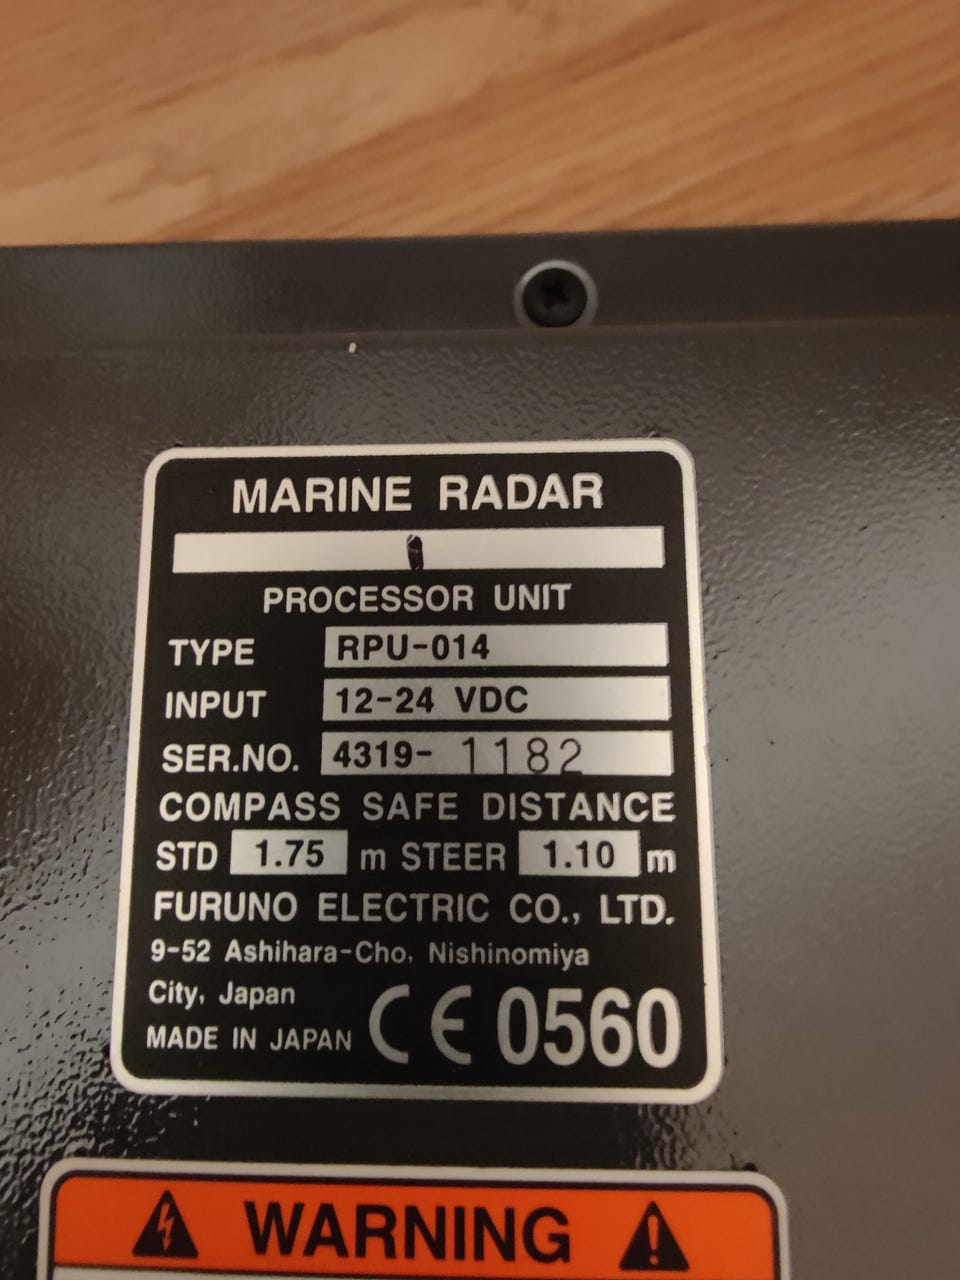 MARINE RADAR
PROCESSOR UNIT
TYPE RPU-014
INPUT 12-24 VDC
SER.NO. 4319- 1182
COMPASS SAFE DISTANCE
STD 1.75 m STEER 1.10 m
FURUNO ELECTRIC CO., LTD.
9-52 Ashihara-Cho, Nishinomiya
City, Japan
MADE IN JAPAN CE 0560
WARNING